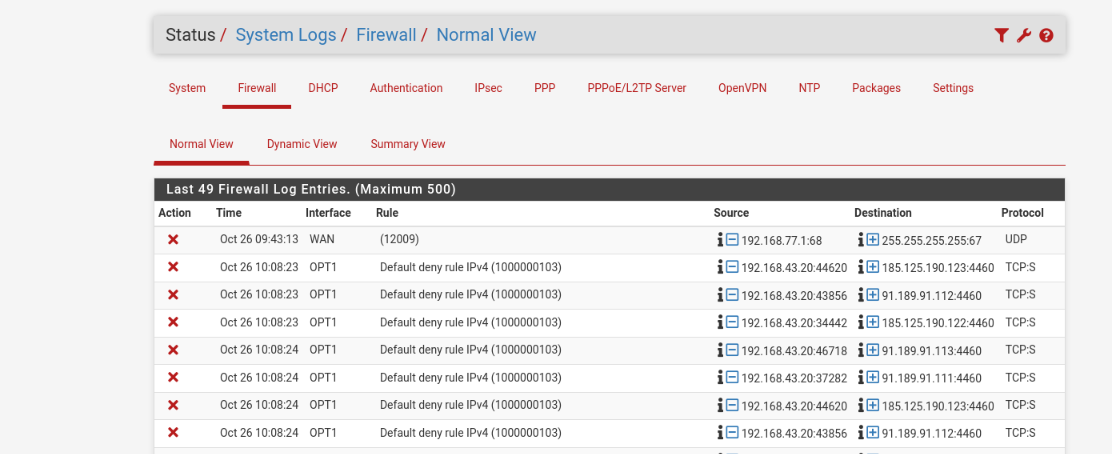 Status / System Logs / Firewall / Normal View
System Firewall DHCP Authentication IPsec PPP PPPoE/L2TP Server OpenVPN NTP Packages Settings
Normal View Dynamic View Summary View
Last 49 Firewall Log Entries. (Maximum 500)
Action Time Interface Rule Source Destination Protocol
Oct 26 09:43:13 WAN (12009) 192.168.77.1:68 255.255.255.255:67 UDP
Oct 26 10:08:23 OPT1 Default deny rule IPv4 (1000000103) 192.168.43.20:44620 185.125.190.123:4460 TCP:S
Oct 26 10:08:23 OPT1 Default deny rule IPv4 (1000000103) 192.168.43.20:43856 91.189.91.112:4460 TCP:S
Oct 26 10:08:23 OPT1 Default deny rule IPv4 (1000000103) 192.168.43.20:34442 185.125.190.122:4460 TCP:S
Oct 26 10:08:24 OPT1 Default deny rule IPv4 (1000000103) 192.168.43.20:46718 91.189.91.113:4460 TCP:S
Oct 26 10:08:24 OPT1 Default deny rule IPv4 (1000000103) 192.168.43.20:37282 91.189.91.111:4460 TCP:S
Oct 26 10:08:24 OPT1 Default deny rule IPv4 (1000000103) 192.168.43.20:44620 185.125.190.123:4460 TCP:S
Oct 26 10:08:24 OPT1 Default deny rule IPv4 (1000000103) 192.168.43.20:43856 91.189.91.112:4460 TCP:S